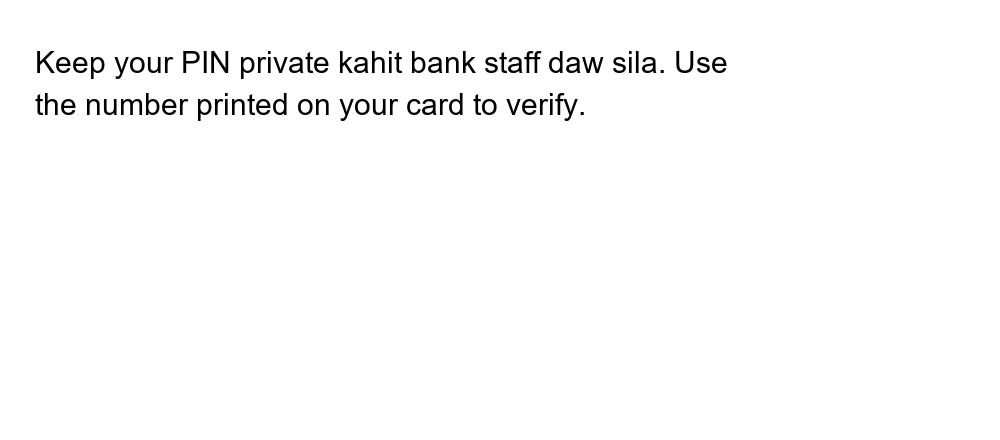 Keep your PIN private kahit bank staff daw sila. Use
the number printed on your card to verify.